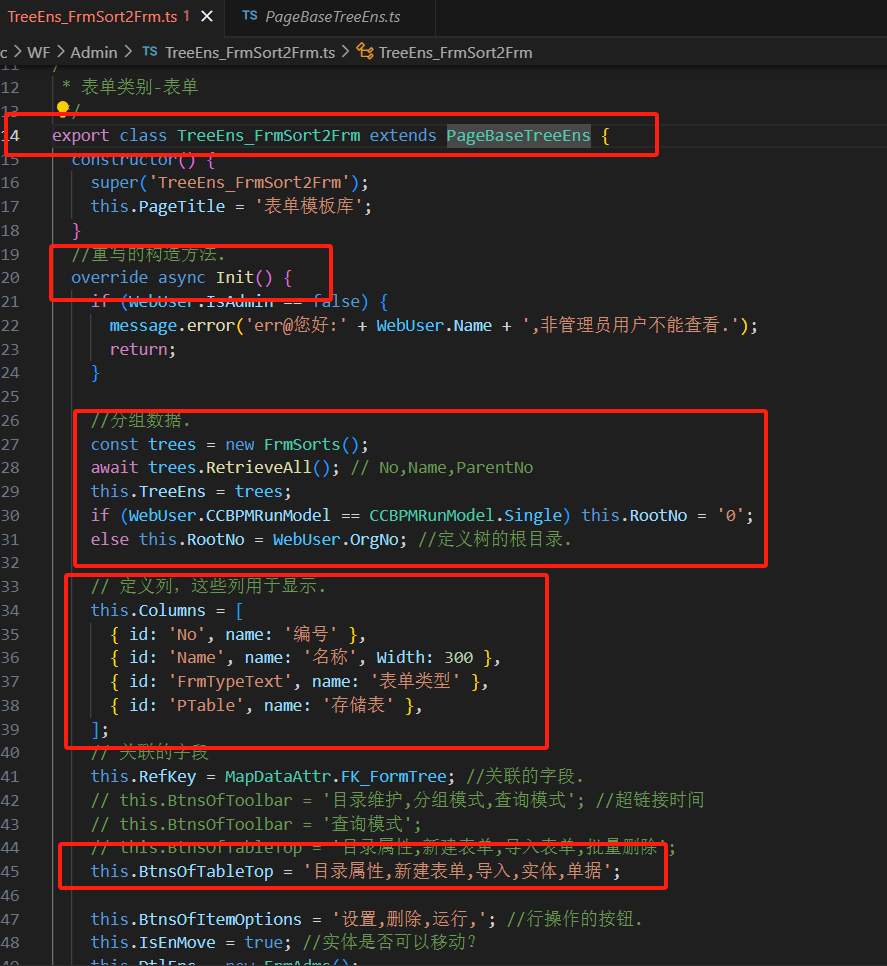 TreeEns_FrmSort2Frm.ts 1 × TS PageBaseTreeEns.ts
c > WF > Admin > TS TreeEns_FrmSort2Frm.ts > TreeEns_FrmSort2Frm
11 /
12 * 表单类别-表单
13 /
14 export class TreeEns_FrmSort2Frm extends PageBaseTreeEns {
15 constructor() {
16 super('TreeEns_FrmSort2Frm');
17 this.PageTitle = '表单模板库';
18 }
19 //重写的构造方法.
20 override async Init() {
21 if (WebUser.IsAdmin == false) {
22 message.error('err@您好:' + WebUser.Name + ',非管理员用户不能查看.');
23 return;
24 }
25
26 //分组数据.
27 const trees = new FrmSorts();
28 await trees.RetrieveAll(); // No,Name,ParentNo
29 this.TreeEns = trees;
30 if (WebUser.CCBPMRunModel == CCBPMRunModel.Single) this.RootNo = '0';
31 else this.RootNo = WebUser.OrgNo; //定义树的根目录.
32
33 // 定义列, 这些列用于显示.
34 this.Columns = [
35 { id: 'No', name: '编号' },
36 { id: 'Name', name: '名称', Width: 300 },
37 { id: 'FrmTypeText', name: '表单类型' },
38 { id: 'PTable', name: '存储表' },
39 ];
40 // 关联的字段
41 this.RefKey = MapDataAttr.FK_FormTree; //关联的字段.
42 // this.BtnsOfToolbar = '目录维护,分组模式,查询模式'; //超链接时间
43 // this.BtnsOfToolbar = '查询模式';
44 // this.BtnsOfTableTop = '目录属性,新建表单,导入表单,批量删除';
45 this.BtnsOfTableTop = '目录属性,新建表单,导入,实体,单据';
46
47 this.BtnsOfItemOptions = '设置,删除,运行,'; //行操作的按钮.
48 this.IsEnMove = true; //实体是否可以移动?
49 this.DtlEns = new FrmAdms();